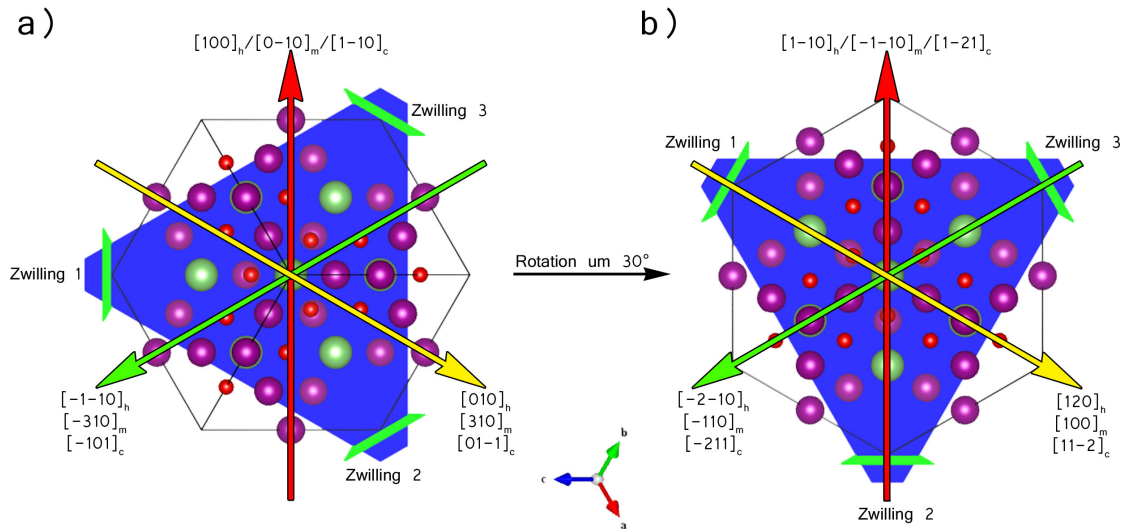 a)
b)
[100]h/[0-10]m/[1-10]c
[1-10]h/[-1-10]m/[1-21]c
Zwilling 3
Zwilling 1
Zwilling 3
Zwilling 1
Rotation um 30°
[-1-10]h
[-310]m
[-101]c
[010]h
[310]m
[01-1]c
[-2-10]h
[-110]m
[-211]c
[120]h
[100]m
[11-2]c
Zwilling 2
b
c
a
Zwilling 2